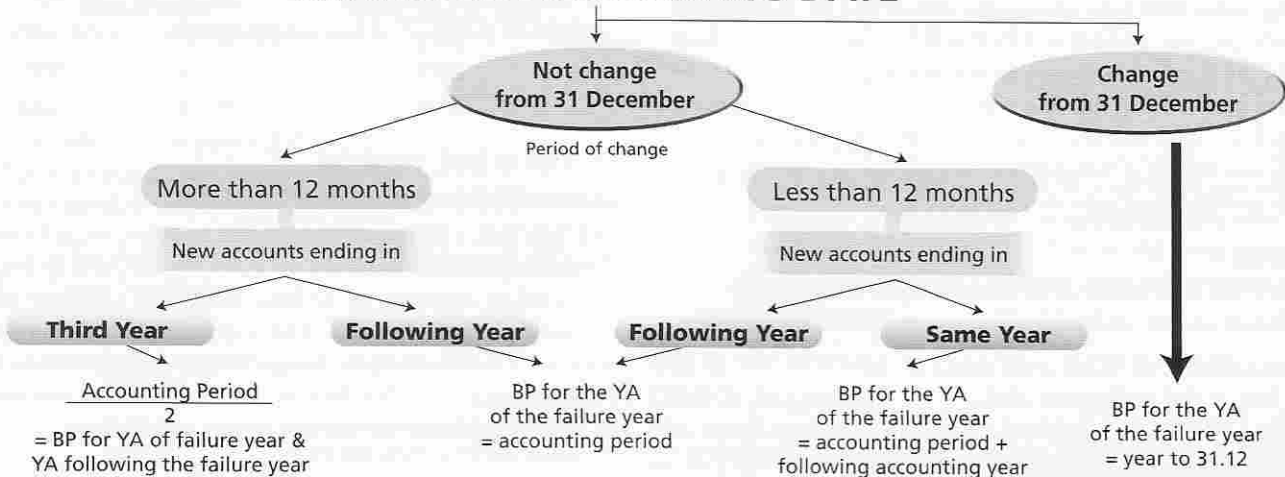 Not change
from 31 December
Change
from 31 December
Period of change
More than 12 months
Less than 12 months
New accounts ending in
New accounts ending in
Third Year
Following Year
Following Year
Same Year
Accounting Period
2
= BP for YA of failure year &
YA following the failure year
BP for the YA
of the failure year
= accounting period
BP for the YA
of the failure year
= accounting period +
following accounting year
BP for the YA
of the failure year
= year to 31.12